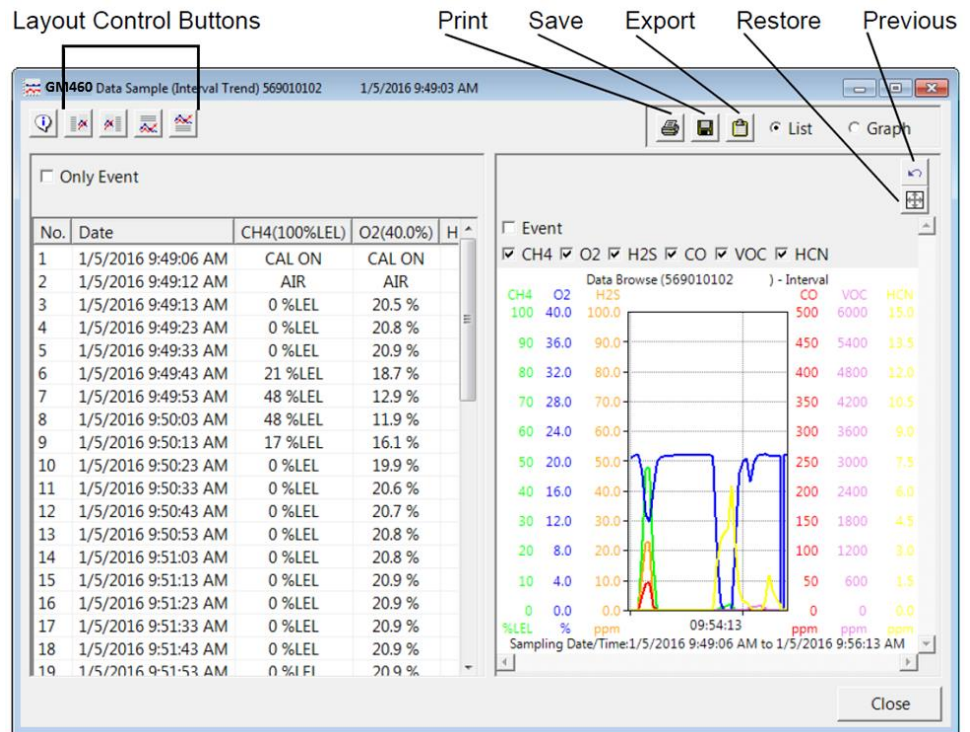 Layout Control Buttons Print Save Export Restore Previous
GM460 Data Sample (Interval Trend) 569010102 1/5/2016 9:49:03 AM
List Graph
Only Event
No. Date CH4(100%LEL) O2(40.0%) H
1 1/5/2016 9:49:06 AM CAL ON CAL ON
2 1/5/2016 9:49:12 AM AIR AIR
3 1/5/2016 9:49:13 AM 0 %LEL 20.5 %
4 1/5/2016 9:49:23 AM 0 %LEL 20.8 %
5 1/5/2016 9:49:33 AM 0 %LEL 20.9 %
6 1/5/2016 9:49:43 AM 21 %LEL 18.7 %
7 1/5/2016 9:49:53 AM 48 %LEL 12.9 %
8 1/5/2016 9:50:03 AM 48 %LEL 11.9 %
9 1/5/2016 9:50:13 AM 17 %LEL 16.1 %
10 1/5/2016 9:50:23 AM 0 %LEL 19.9 %
11 1/5/2016 9:50:33 AM 0 %LEL 20.6 %
12 1/5/2016 9:50:43 AM 0 %LEL 20.7 %
13 1/5/2016 9:50:53 AM 0 %LEL 20.8 %
14 1/5/2016 9:51:03 AM 0 %LEL 20.8 %
15 1/5/2016 9:51:13 AM 0 %LEL 20.9 %
16 1/5/2016 9:51:23 AM 0 %LEL 20.9 %
17 1/5/2016 9:51:33 AM 0 %LEL 20.9 %
18 1/5/2016 9:51:43 AM 0 %LEL 20.9 %
19 1/5/2016 9:51:53 AM 0 %LEL 20.9 %
Event
CH4 O2 H2S CO VOC HCN
Data Browse (569010102 ) - Interval
CH4 O2 H2S CO VOC HCN
100 40.0 100.0 500 6000 15.0
90 36.0 90.0 450 5400 13.5
80 32.0 80.0 400 4800 12.0
70 28.0 70.0 350 4200 10.5
60 24.0 60.0 300 3600 9.0
50 20.0 50.0 250 3000 7.5
40 16.0 40.0 200 2400 6.0
30 12.0 30.0 150 1800 4.5
20 8.0 20.0 100 1200 3.0
10 4.0 10.0 50 600 1.5
0 0.0 0.0 0 0 0.0
%LEL % ppm 09:54:13 ppm ppm ppm
Sampling Date/Time:1/5/2016 9:49:06 AM to 1/5/2016 9:56:13 AM
Close